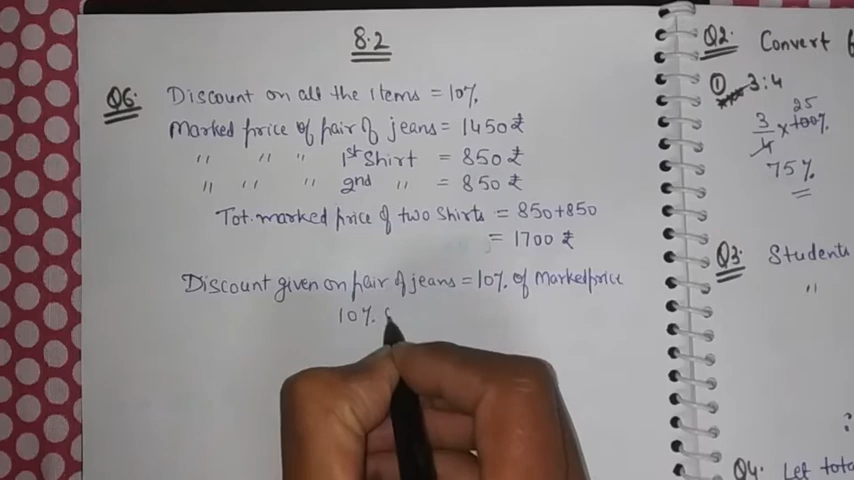 8.2
Q6. Discount on all the items = 10%.
Marked price of pair of jeans = 1450 ₹
〃 〃 〃 1st Shirt = 850 ₹
〃 〃 〃 2nd 〃 = 850 ₹
Tot. marked price of two shirts = 850+850
= 1700 ₹
Discount given on pair of jeans = 10% of Marked price
10%
Q2. Convert
① 3:4
3/4 x 100%
25
75%
Q3. Students
〃
Q4. Let tota